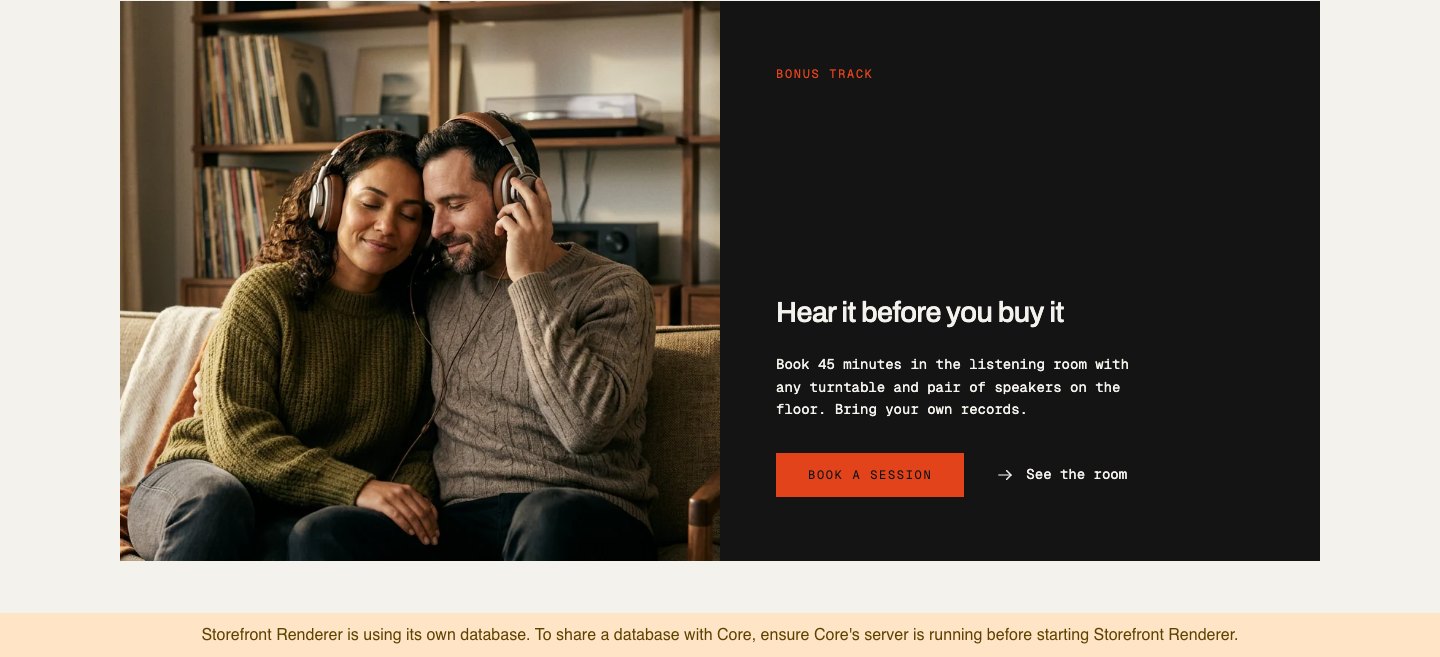 BONUS TRACK
Hear it before you buy it
Book 45 minutes in the listening room with
any turntable and pair of speakers on the
floor. Bring your own records.
BOOK A SESSION
→ See the room
Storefront Renderer is using its own database. To share a database with Core, ensure Core's server is running before starting Storefront Renderer.